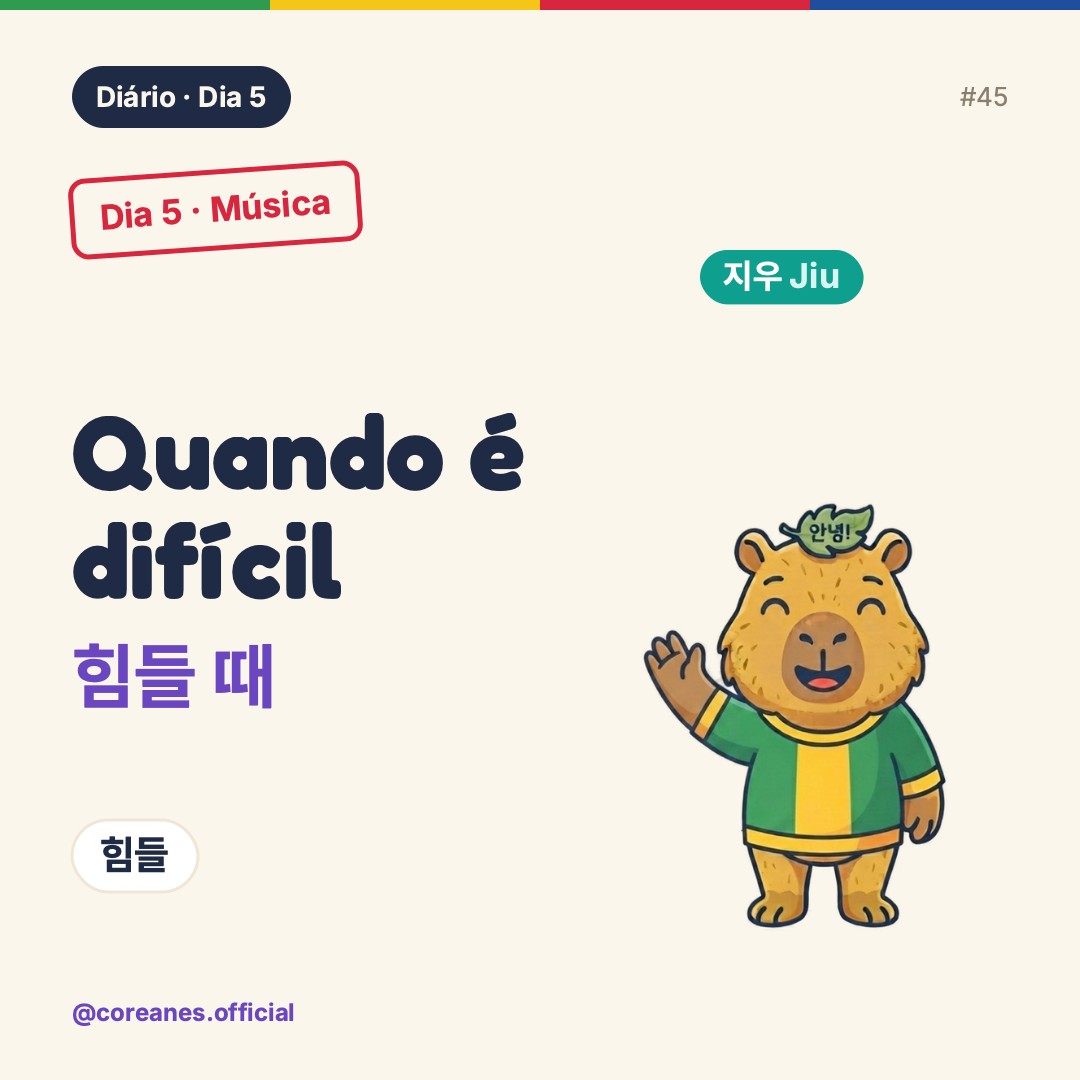 Diário · Dia 5
#45
Dia 5 · Música
지우 Jiu
Quando é
difícil
힘들 때
안녕!
힘들
@coreanes.official